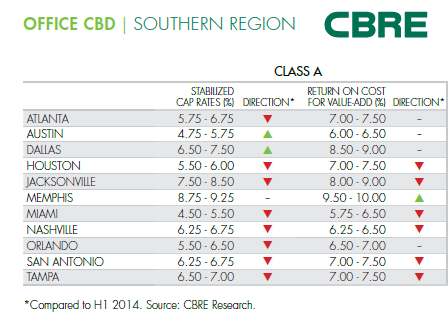 OFFICE CBD | SOUTHERN REGION
CBRE
CLASS A
STABILIZED CAP RATES (%) DIRECTION* RETURN ON COST FOR VALUE-ADD (%) DIRECTION*
ATLANTA 5.75 - 6.75 ▼ 7.00 - 7.50 –
AUSTIN 4.75 - 5.75 ▲ 6.00 - 6.50 –
DALLAS 6.50 - 7.50 ▲ 8.50 - 9.00 –
HOUSTON 5.50 - 6.00 ▼ 7.00 - 7.50 ▼
JACKSONVILLE 7.50 - 8.50 ▼ 8.00 - 9.00 ▼
MEMPHIS 8.75 - 9.25 – 9.50 - 10.00 ▲
MIAMI 4.50 - 5.50 ▼ 5.75 - 6.50 ▼
NASHVILLE 6.25 - 6.75 ▼ 6.25 - 6.50 ▼
ORLANDO 5.50 - 6.50 ▼ 6.50 - 7.00 –
SAN ANTONIO 6.25 - 6.75 ▼ 7.00 - 7.50 ▼
TAMPA 6.50 - 7.00 ▼ 7.00 - 7.50 ▼
*Compared to H1 2014. Source: CBRE Research.